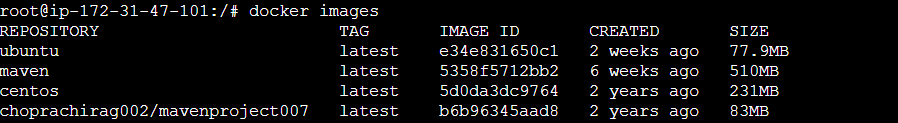 root@ip-172-31-47-101:/# docker images
REPOSITORY TAG IMAGE ID CREATED SIZE
ubuntu latest e34e831650c1 2 weeks ago 77.9MB
maven latest 5358f5712bb2 6 weeks ago 510MB
centos latest 5d0da3dc9764 2 years ago 231MB
choprachirag002/mavenproject007 latest b6b96345aad8 2 years ago 83MB